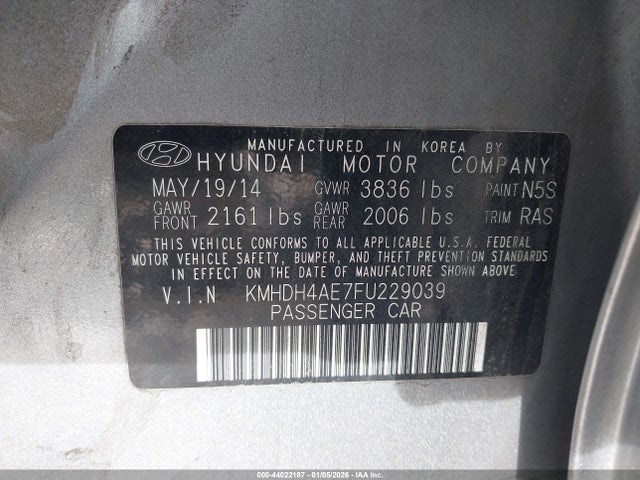 MANUFACTURED IN KOREA BY
HYUNDAI MOTOR COMPANY
MAY/19/14 GVWR 3836 lbs PAINT N5S
GAWR FRONT 2161 lbs GAWR REAR 2006 lbs TRIM RAS
THIS VEHICLE CONFORMS TO ALL APPLICABLE U.S.A. FEDERAL
MOTOR VEHICLE SAFETY, BUMPER, AND THEFT PREVENTION STANDARDS
IN EFFECT ON THE DATE OF MANUFACTURE SHOWN ABOVE.
V.I.N KMHDH4AE7FU229039
PASSENGER CAR
000-44022187 - 01/05/2026 - IAA Inc.